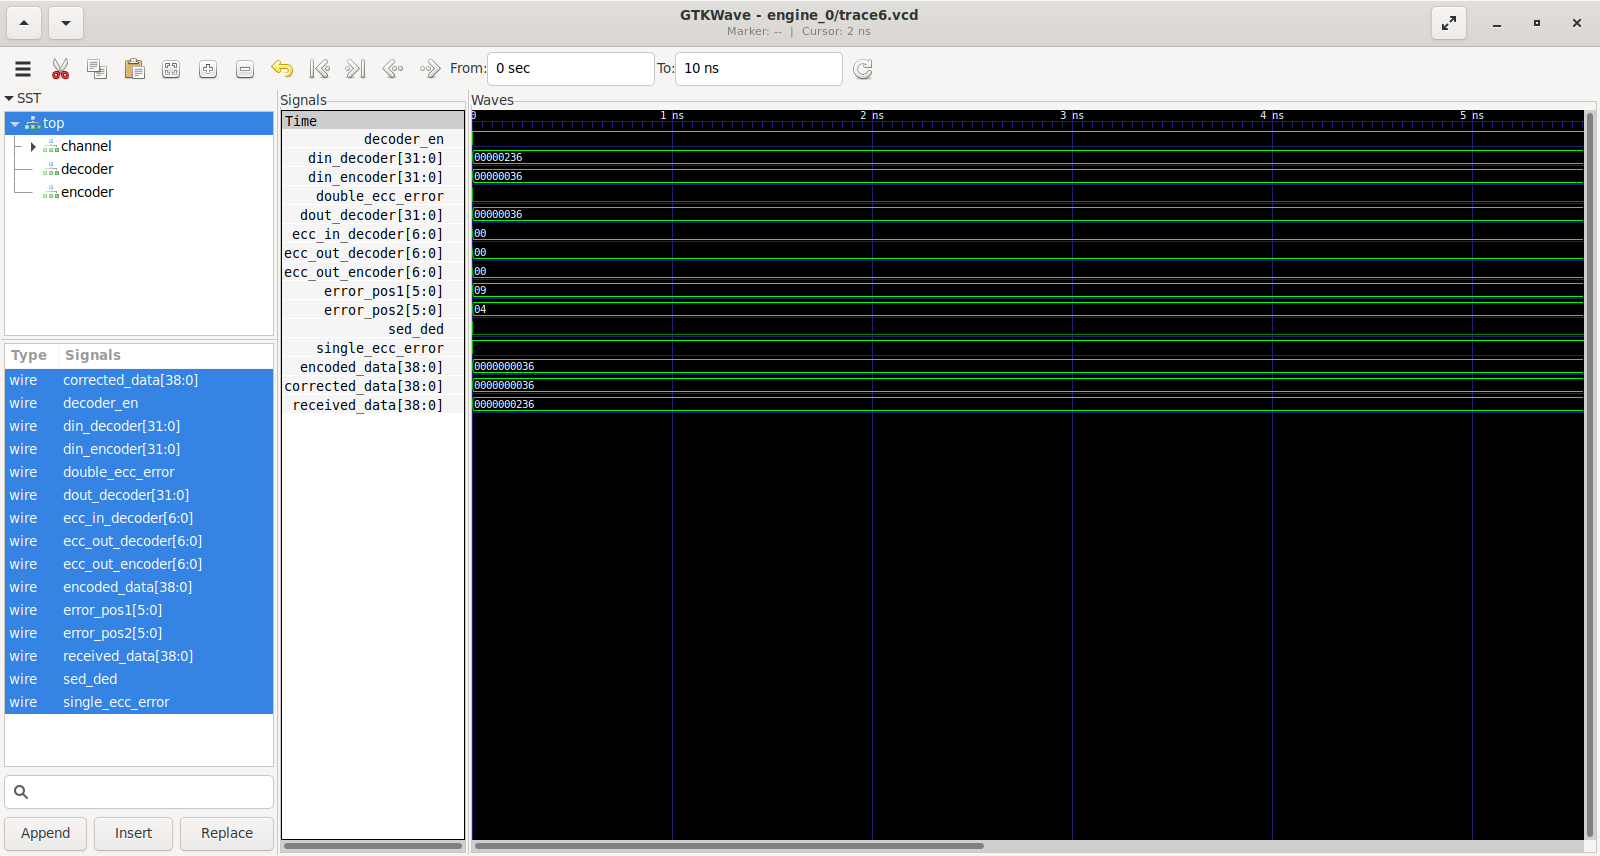 GTKWave - engine_0/trace6.vcd
Marker: -- | Cursor: 2 ns
From: 0 sec To: 10 ns
SST
top
channel
decoder
encoder
Type Signals
wire corrected_data[38:0]
wire decoder_en
wire din_decoder[31:0]
wire din_encoder[31:0]
wire double_ecc_error
wire dout_decoder[31:0]
wire ecc_in_decoder[6:0]
wire ecc_out_decoder[6:0]
wire ecc_out_encoder[6:0]
wire encoded_data[38:0]
wire error_pos1[5:0]
wire error_pos2[5:0]
wire received_data[38:0]
wire sed_ded
wire single_ecc_error
Append Insert Replace
Signals
Time
decoder_en
din_decoder[31:0]
din_encoder[31:0]
double_ecc_error
dout_decoder[31:0]
ecc_in_decoder[6:0]
ecc_out_decoder[6:0]
ecc_out_encoder[6:0]
error_pos1[5:0]
error_pos2[5:0]
sed_ded
single_ecc_error
encoded_data[38:0]
corrected_data[38:0]
received_data[38:0]
Waves
0 1 ns 2 ns 3 ns 4 ns 5 ns
00000236
00000036
00000036
00
00
00
09
04
0000000036
0000000036
0000000236